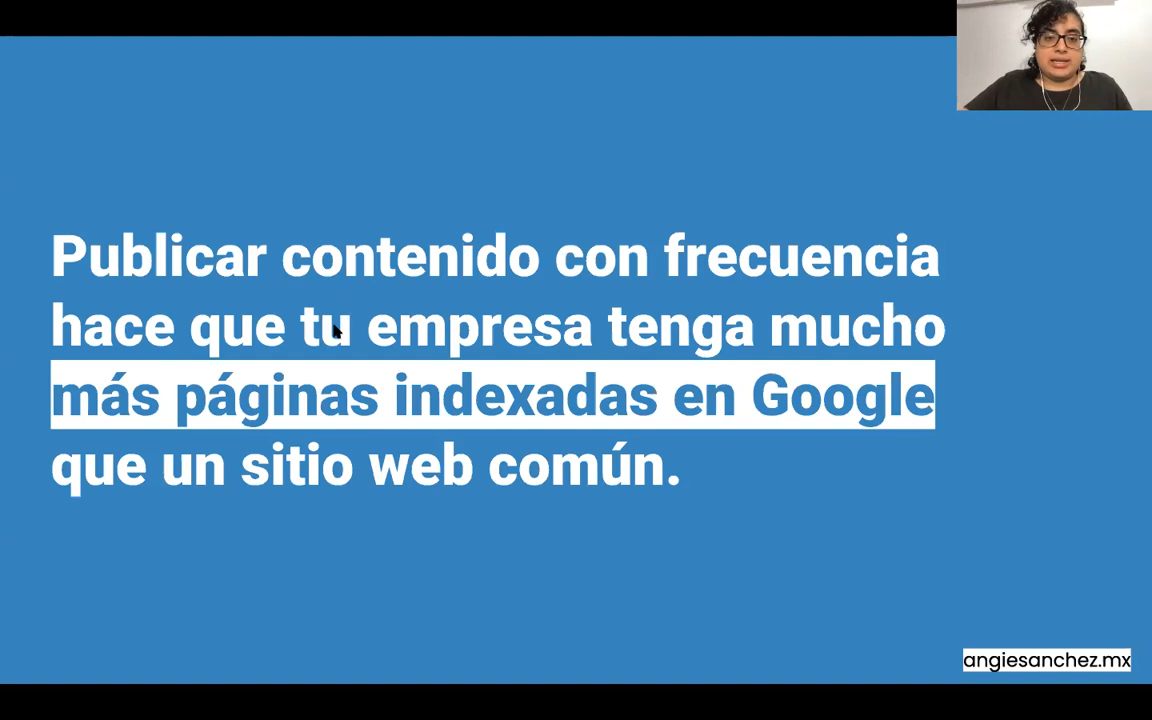 Publicar contenido con frecuencia
hace que tu empresa tenga mucho
más páginas indexadas en Google
que un sitio web común.
angiesanchez.mx